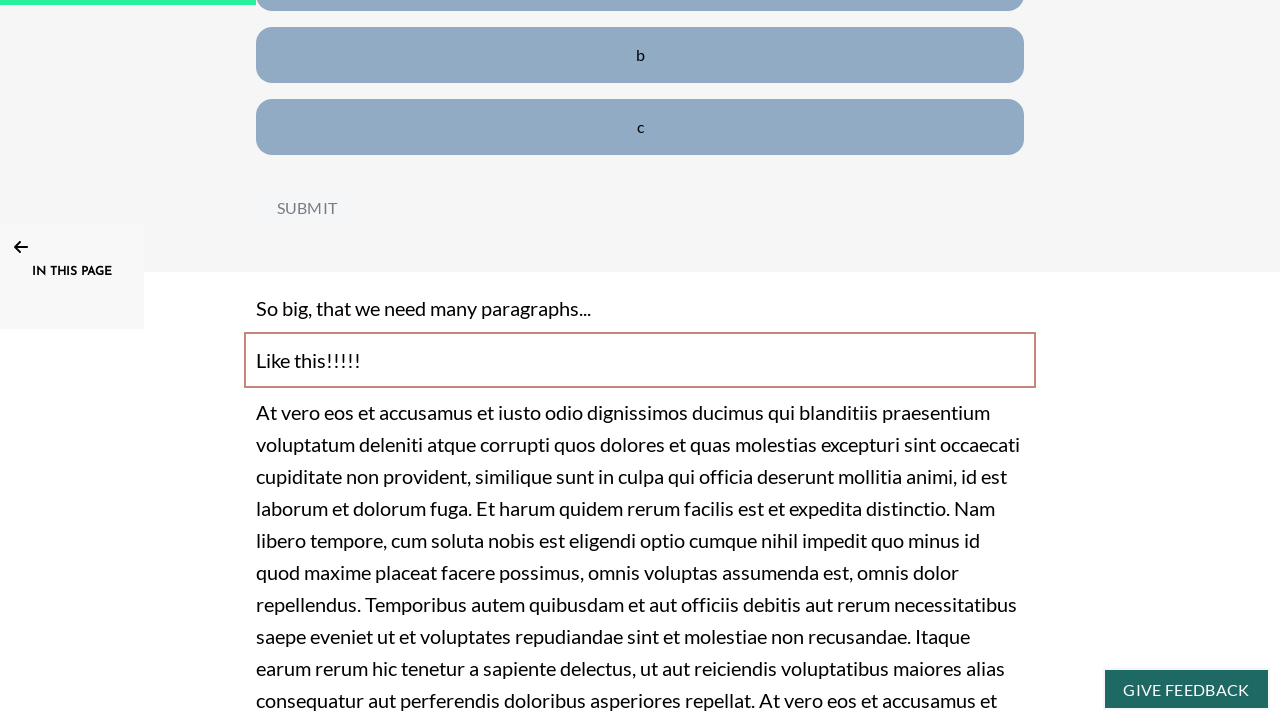 b
c
SUBMIT
IN THIS PAGE
So big, that we need many paragraphs...
Like this!!!!!
At vero eos et accusamus et iusto odio dignissimos ducimus qui blanditiis praesentium
voluptatum deleniti atque corrupti quos dolores et quas molestias excepturi sint occaecati
cupiditate non provident, similique sunt in culpa qui officia deserunt mollitia animi, id est
laborum et dolorum fuga. Et harum quidem rerum facilis est et expedita distinctio. Nam
libero tempore, cum soluta nobis est eligendi optio cumque nihil impedit quo minus id
quod maxime placeat facere possimus, omnis voluptas assumenda est, omnis dolor
repellendus. Temporibus autem quibusdam et aut officiis debitis aut rerum necessitatibus
saepe eveniet ut et voluptates repudiandae sint et molestiae non recusandae. Itaque
earum rerum hic tenetur a sapiente delectus, ut aut reiciendis voluptatibus maiores alias
consequatur aut perferendis doloribus asperiores repellat. At vero eos et accusamus et
GIVE FEEDBACK